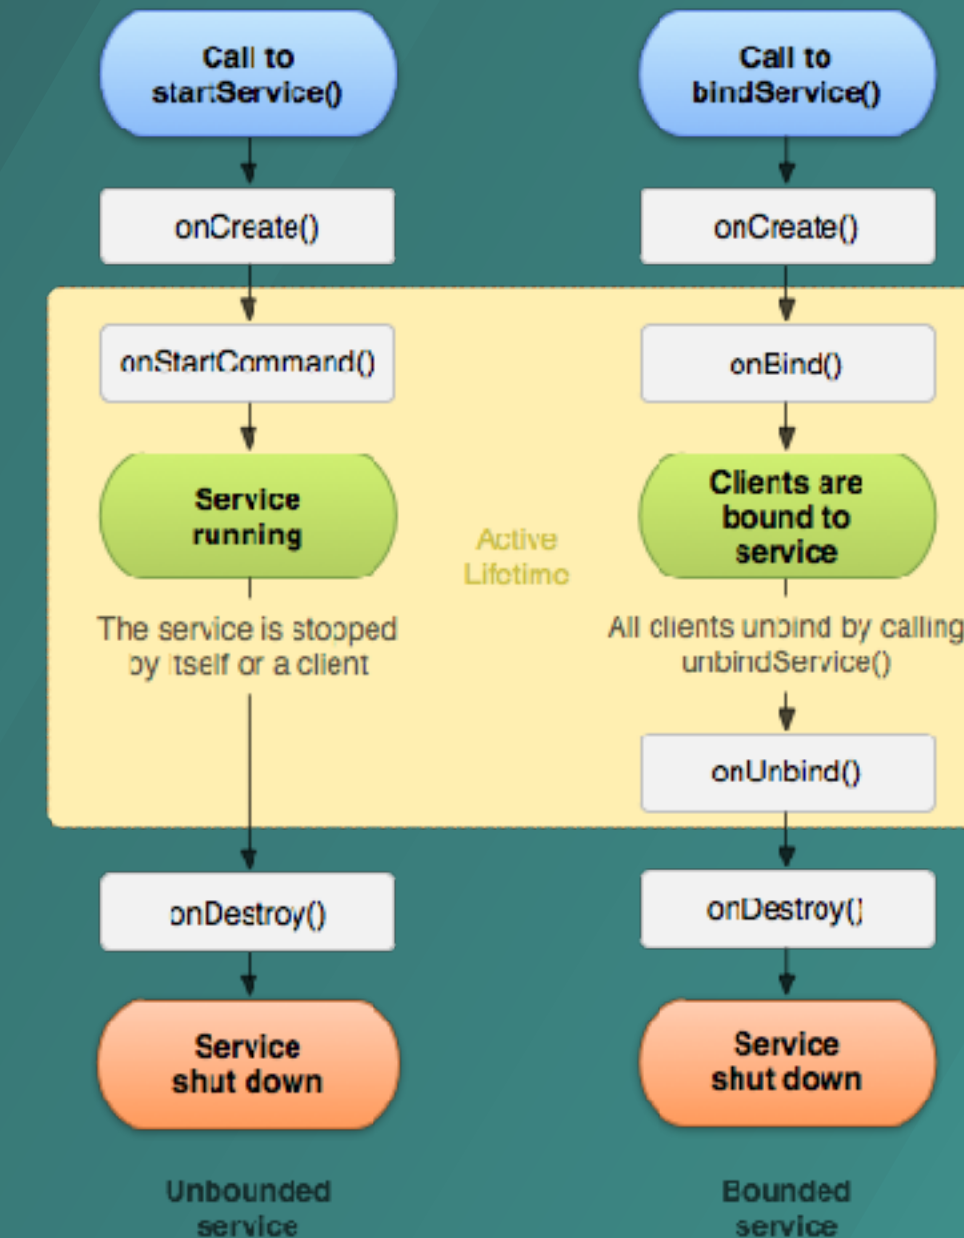 Call to
startService()
onCreate()
onStartCommand()
Service
running
The service is stopped
by itself or a client
onDestroy()
Service
shut down
Unbounded
service
Active
Lifetime
Call to
bindService()
onCreate()
onBind()
Clients are
bound to
service
All clients unbind by calling
unbindService()
onUnbind()
onDestroy()
Service
shut down
Bounded
service